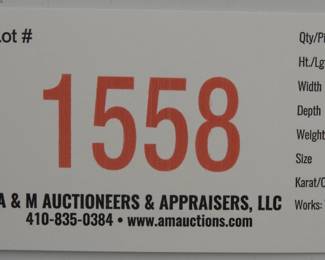 Lot #
1558
A & M AUCTIONEERS & APPRAISERS, LLC
410-835-0384 • www.amauctions.com
Qty/Pi
Ht./Lg
Width
Depth
Weight
Size
Karat/C
Works: